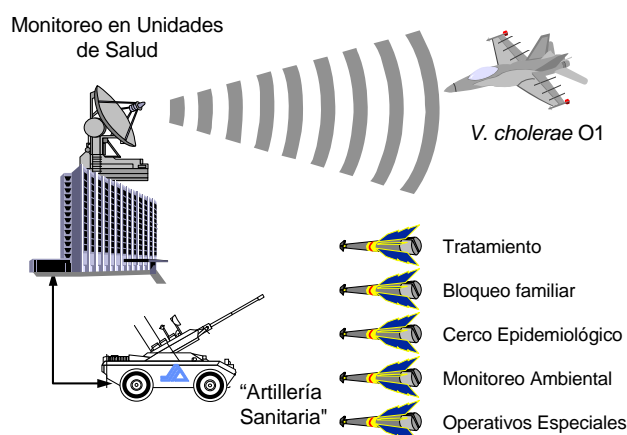 Monitoreo en Unidades
de Salud
V. cholerae O1
Tratamiento
Bloqueo familiar
Cerco Epidemiológico
Monitoreo Ambiental
Operativos Especiales
“Artillería
Sanitaria"